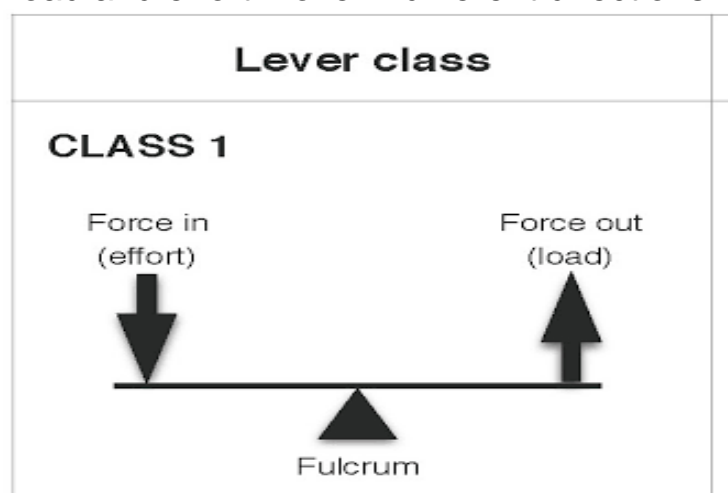 Lever class
CLASS 1
Force in
(effort)
Force out
(load)
Fulcrum